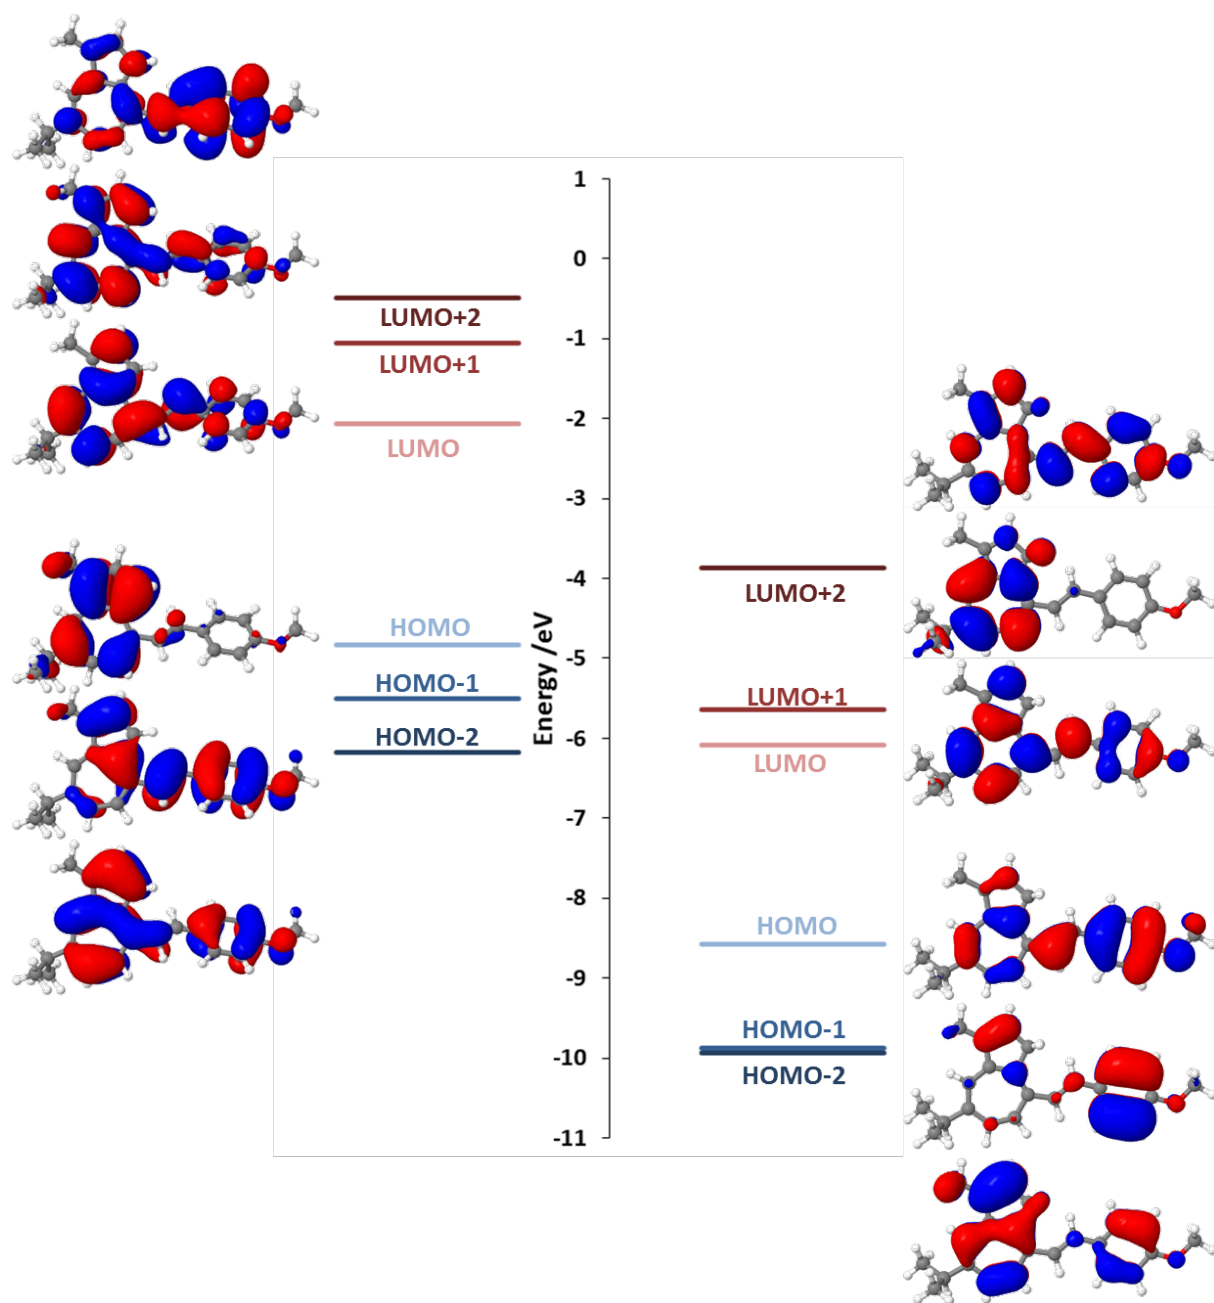 1
0
-1
-2
-3
-4
-5
-6
-7
-8
-9
-10
-11
Energy /eV
LUMO+2
LUMO+1
LUMO
HOMO
HOMO-1
HOMO-2
LUMO+2
LUMO+1
LUMO
HOMO
HOMO-1
HOMO-2